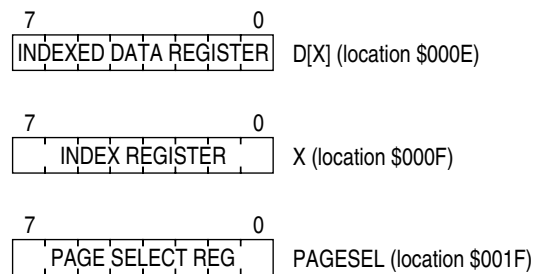 7 0
INDEXED DATA REGISTER D[X] (location $000E)
7 0
INDEX REGISTER X (location $000F)
7 0
PAGE SELECT REG PAGESEL (location $001F)